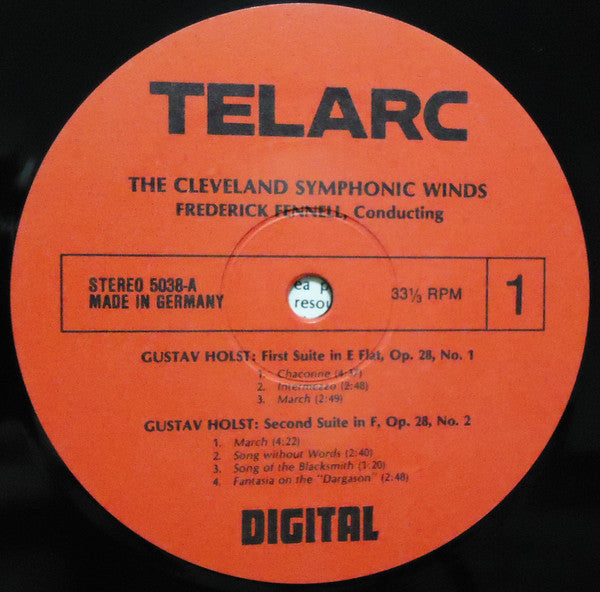 TELARC
THE CLEVELAND SYMPHONIC WINDS
FREDERICK FENNELL, Conducting
STEREO 5038-A
MADE IN GERMANY
ea p
resou
33⅓ RPM
1
GUSTAV HOLST: First Suite in E Flat, Op. 28, No. 1
1. Chaconne
2. Intermezzo (2:48)
3. March (2:49)
GUSTAV HOLST: Second Suite in F, Op. 28, No. 2
1. March (4:22)
2. Song without Words (2:40)
3. Song of the Blacksmith (1:20)
4. Fantasia on the "Dargason" (2:48)
DIGITAL